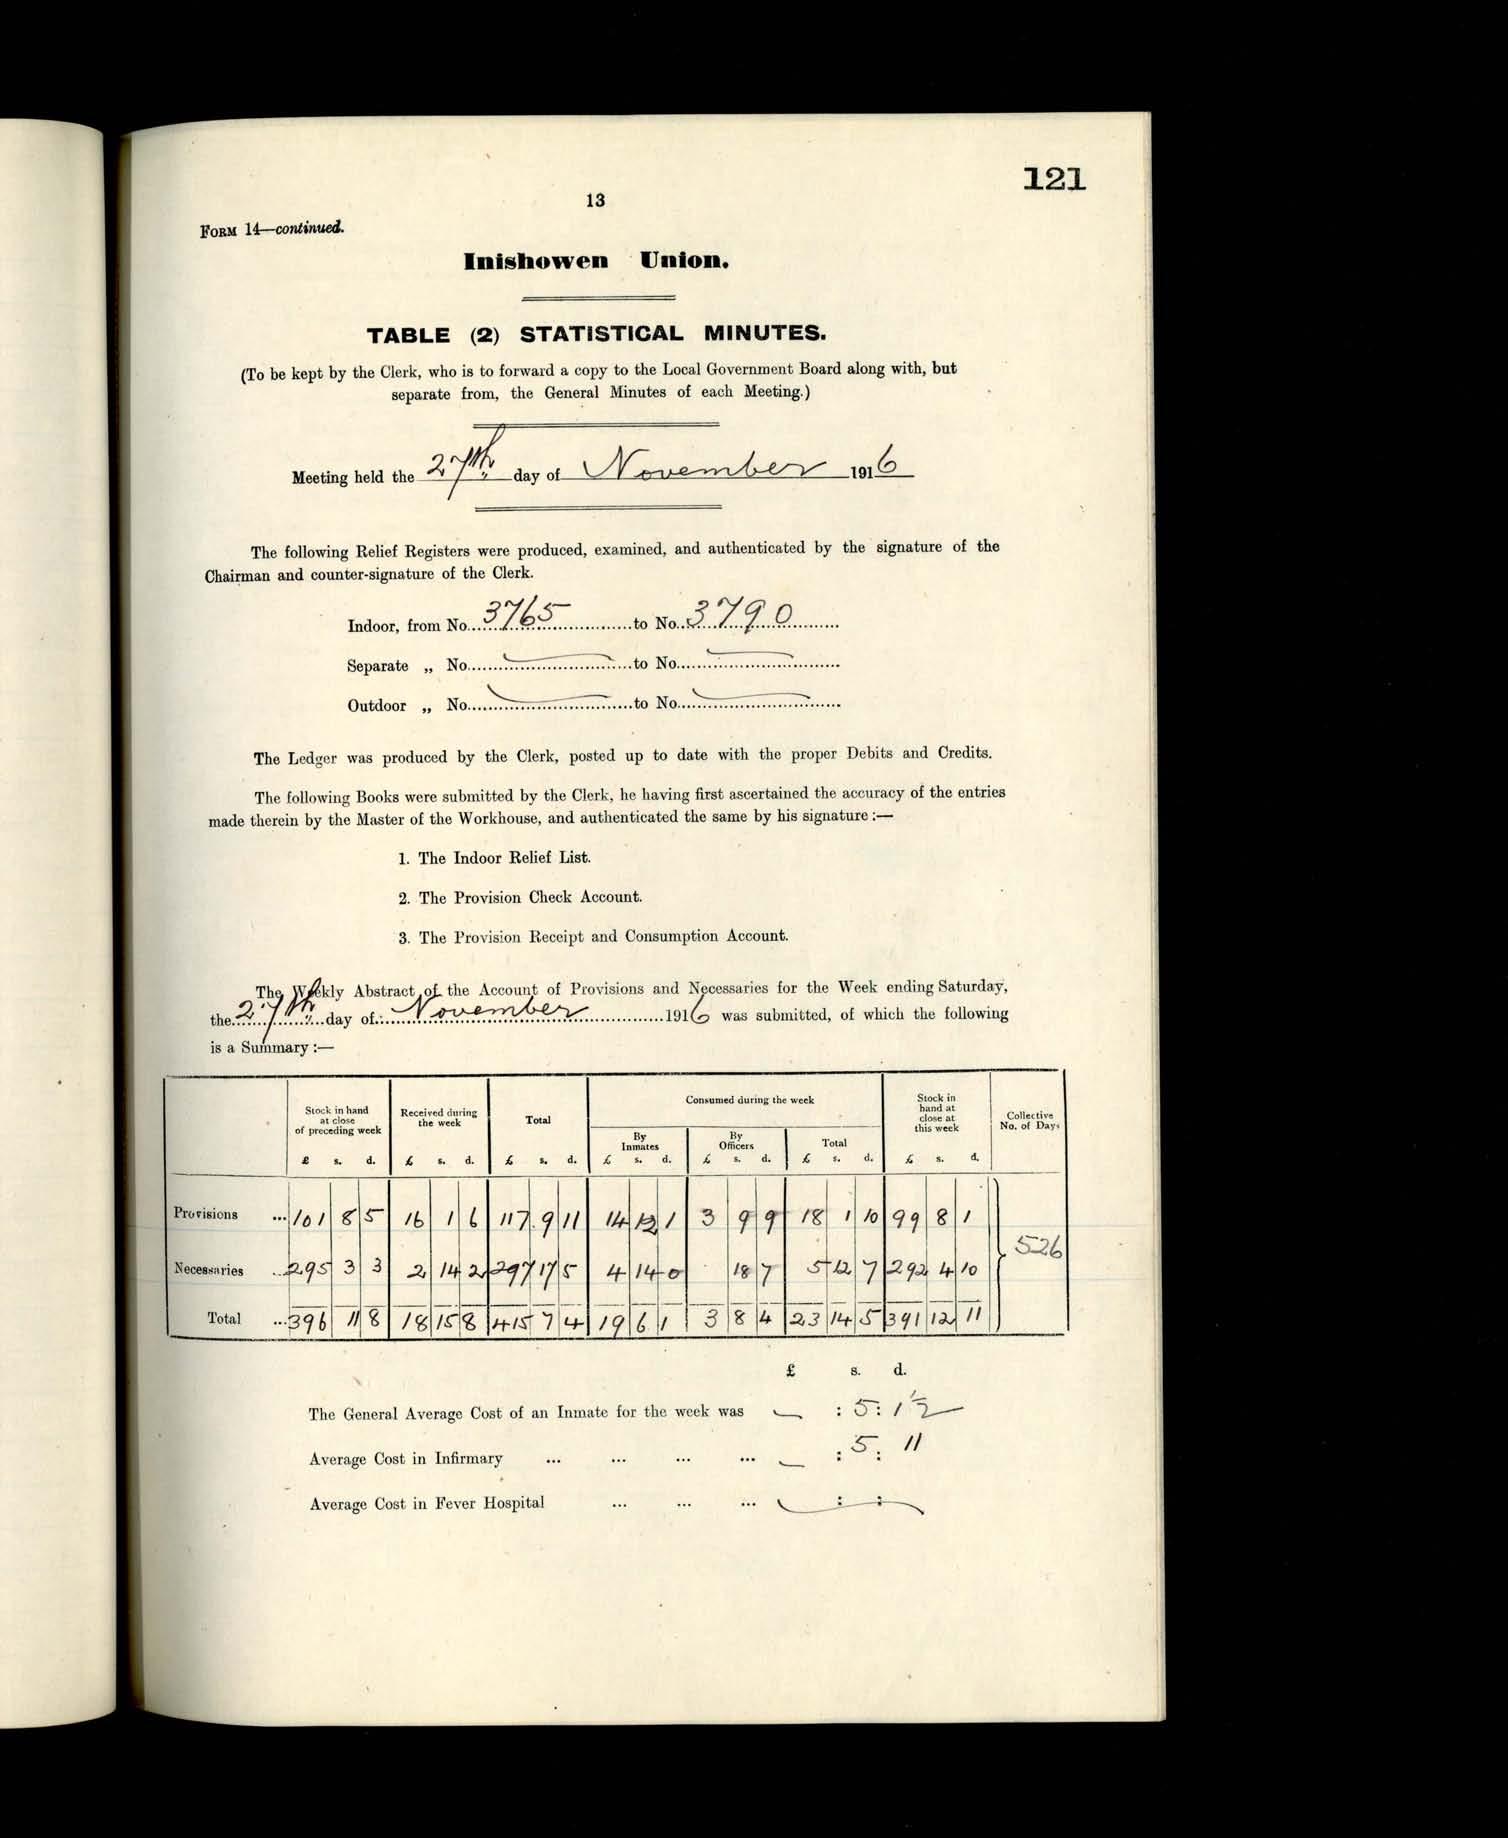 121
13
FORM 14—continued.
Inishowen Union.
TABLE (2) STATISTICAL MINUTES.
(To be kept by the Clerk, who is to forward a copy to the Local Government Board along with, but
separate from, the General Minutes of each Meeting.)
Meeting held the 27th day of November 1916
The following Relief Registers were produced, examined, and authenticated by the signature of the
Chairman and counter-signature of the Clerk.
Indoor, from No. 3765 to No. 3790
Separate „ No. to No.
Outdoor „ No. to No.
The Ledger was produced by the Clerk, posted up to date with the proper Debits and Credits.
The following Books were submitted by the Clerk, he having first ascertained the accuracy of the entries
made therein by the Master of the Workhouse, and authenticated the same by his signature :—
1. The Indoor Relief List.
2. The Provision Check Account.
3. The Provision Receipt and Consumption Account.
The Weekly Abstract of the Account of Provisions and Necessaries for the Week ending Saturday,
the 27th day of November 1916 was submitted, of which the following
is a Summary :—
Stock in hand at close of preceding week Received during the week Total Consumed during the week Stock in hand at close at this week Collective No. of Days
By Inmates By Officers Total
£ s. d. £ s. d. £ s. d. £ s. d. £ s. d. £ s. d. £ s. d.
Provisions ... 101 8 5 16 1 6 117 9 11 14 12 1 3 9 9 18 1 10 99 8 1
526
Necessaries ... 295 3 3 2 14 2 297 17 5 4 14 0 18 7 5 12 7 292 4 10
Total ... 396 11 8 18 15 8 415 7 4 19 6 1 3 8 4 23 14 5 391 12 11
£ s. d.
The General Average Cost of an Inmate for the week was — : 5 : 1½
Average Cost in Infirmary ... ... ... ... — : 5 : 11
Average Cost in Fever Hospital ... ... ... : :